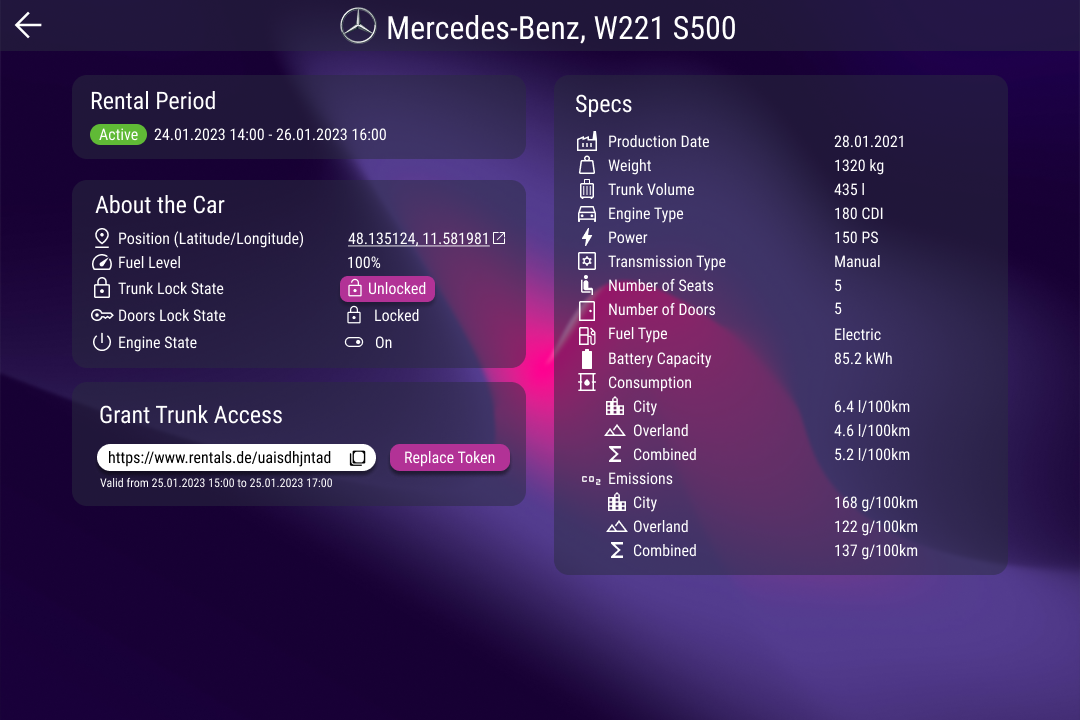 Mercedes-Benz, W221 S500
Rental Period
Active 24.01.2023 14:00 - 26.01.2023 16:00
About the Car
Position (Latitude/Longitude) 48.135124, 11.581981
Fuel Level 100%
Trunk Lock State Unlocked
Doors Lock State Locked
Engine State On
Grant Trunk Access
https://www.rentals.de/uaisdhjntad Replace Token
Valid from 25.01.2023 15:00 to 25.01.2023 17:00
Specs
Production Date 28.01.2021
Weight 1320 kg
Trunk Volume 435 l
Engine Type 180 CDI
Power 150 PS
Transmission Type Manual
Number of Seats 5
Number of Doors 5
Fuel Type Electric
Battery Capacity 85.2 kWh
Consumption
City 6.4 l/100km
Overland 4.6 l/100km
Combined 5.2 l/100km
CO₂ Emissions
City 168 g/100km
Overland 122 g/100km
Combined 137 g/100km